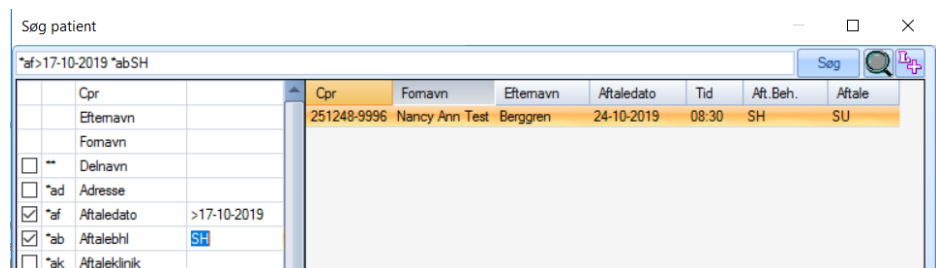 Søg patient
*af>17-10-2019 *abSH Søg
Cpr
Efternavn
Fornavn
** Delnavn
*ad Adresse
*af Aftaledato >17-10-2019
*ab Aftalebhl SH
*ak Aftaleklinik
Cpr Fornavn Efternavn Aftaledato Tid Aft.Beh. Aftale
251248-9996 Nancy Ann Test Berggren 24-10-2019 08:30 SH SU